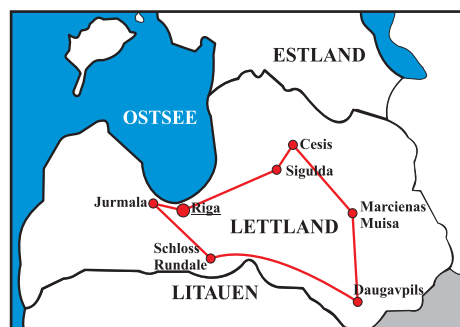 ESTLAND
OSTSEE
Cesis
Sigulda
Jurmala
Riga
Marcienas
Muisa
LETTLAND
Schloss
Rundale
Daugavpils
LITAUEN